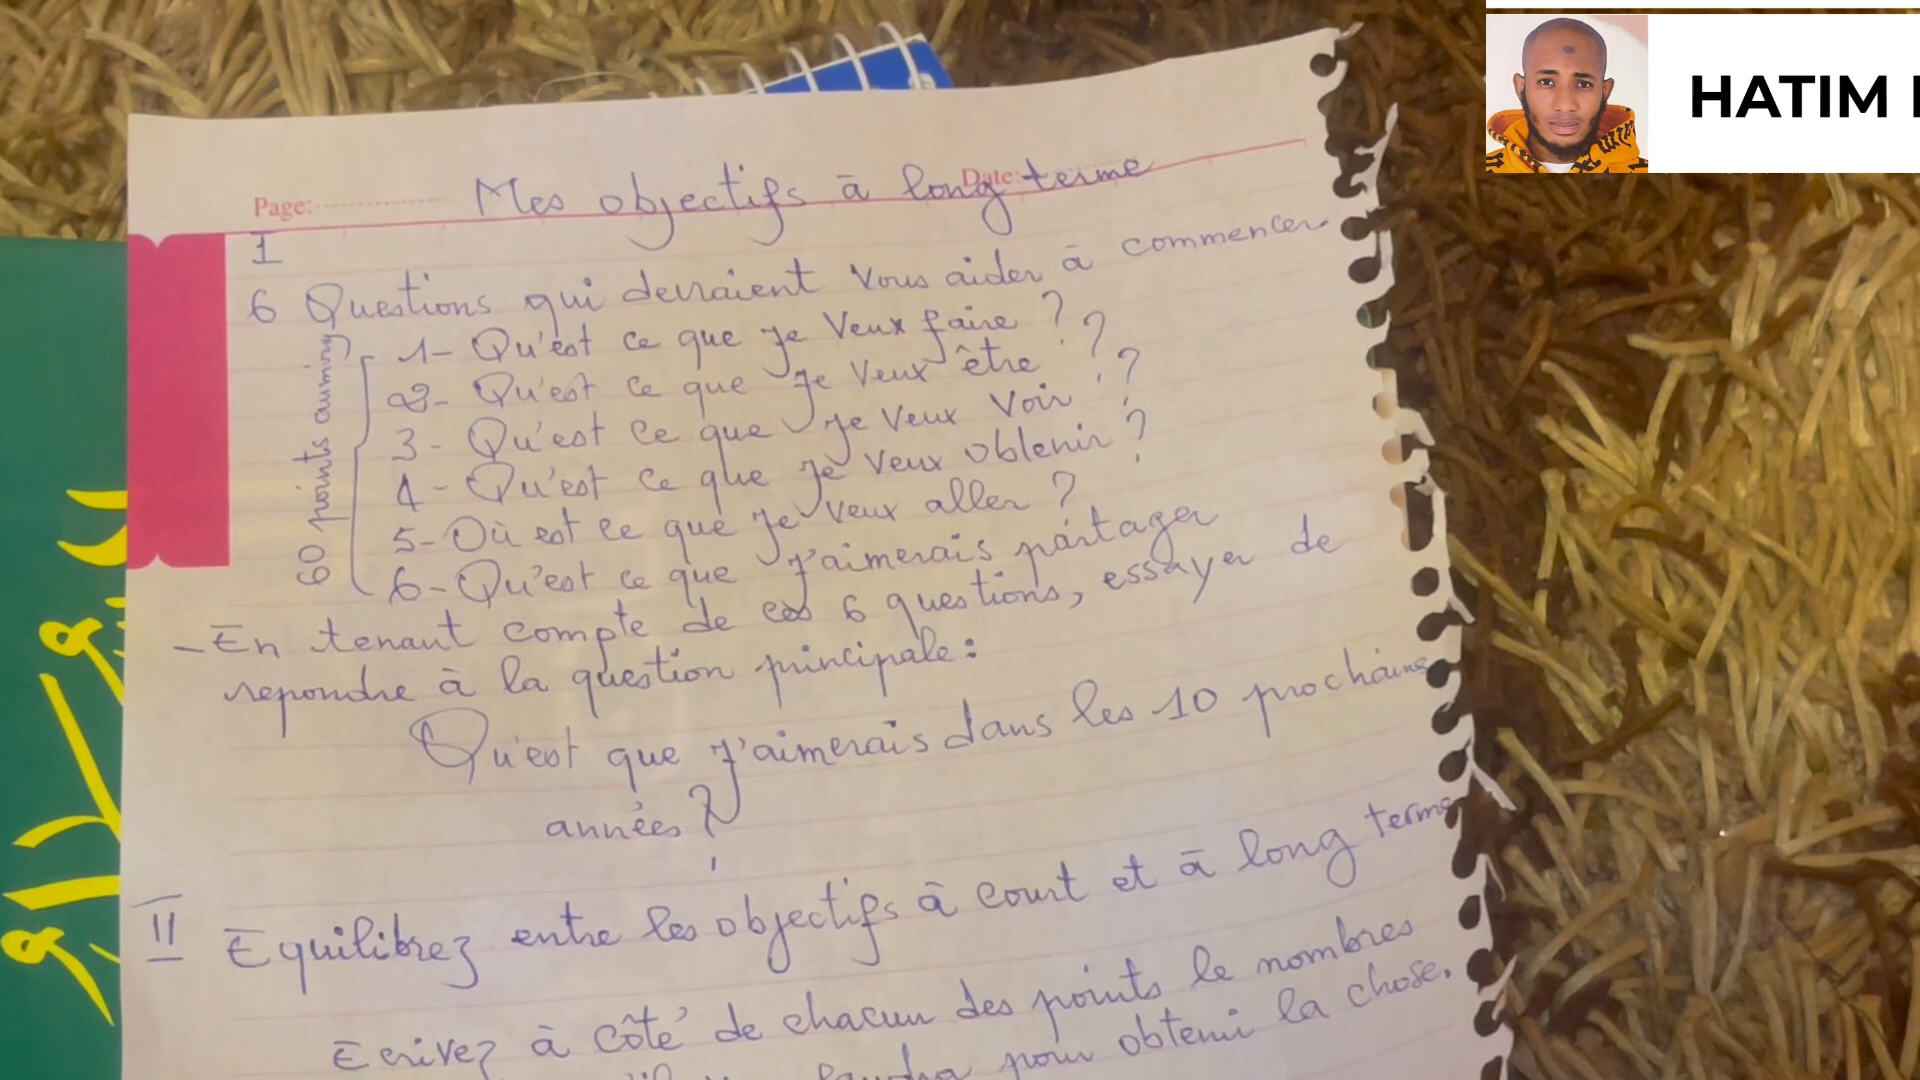 HATIM
Page: Date:
Mes objectifs à long terme
I
6 Questions qui devraient vous aider à commencer
60 points
1- Qu'est ce que je veux faire ?
2- Qu'est ce que je veux être ?
3- Qu'est ce que je veux voir ?
4- Qu'est ce que je veux obtenir ?
5- Où est ce que je veux aller ?
6- Qu'est ce que j'aimerais partager
- En tenant compte de ces 6 questions, essayer de
repondre à la question principale:
Qu'est que j'aimerais dans les 10 prochaine
années ?
II Equilibrez entre les objectifs à court et à long terme
Ecrivez à côté de chacun des points le nombres
pour obtenir la chose.